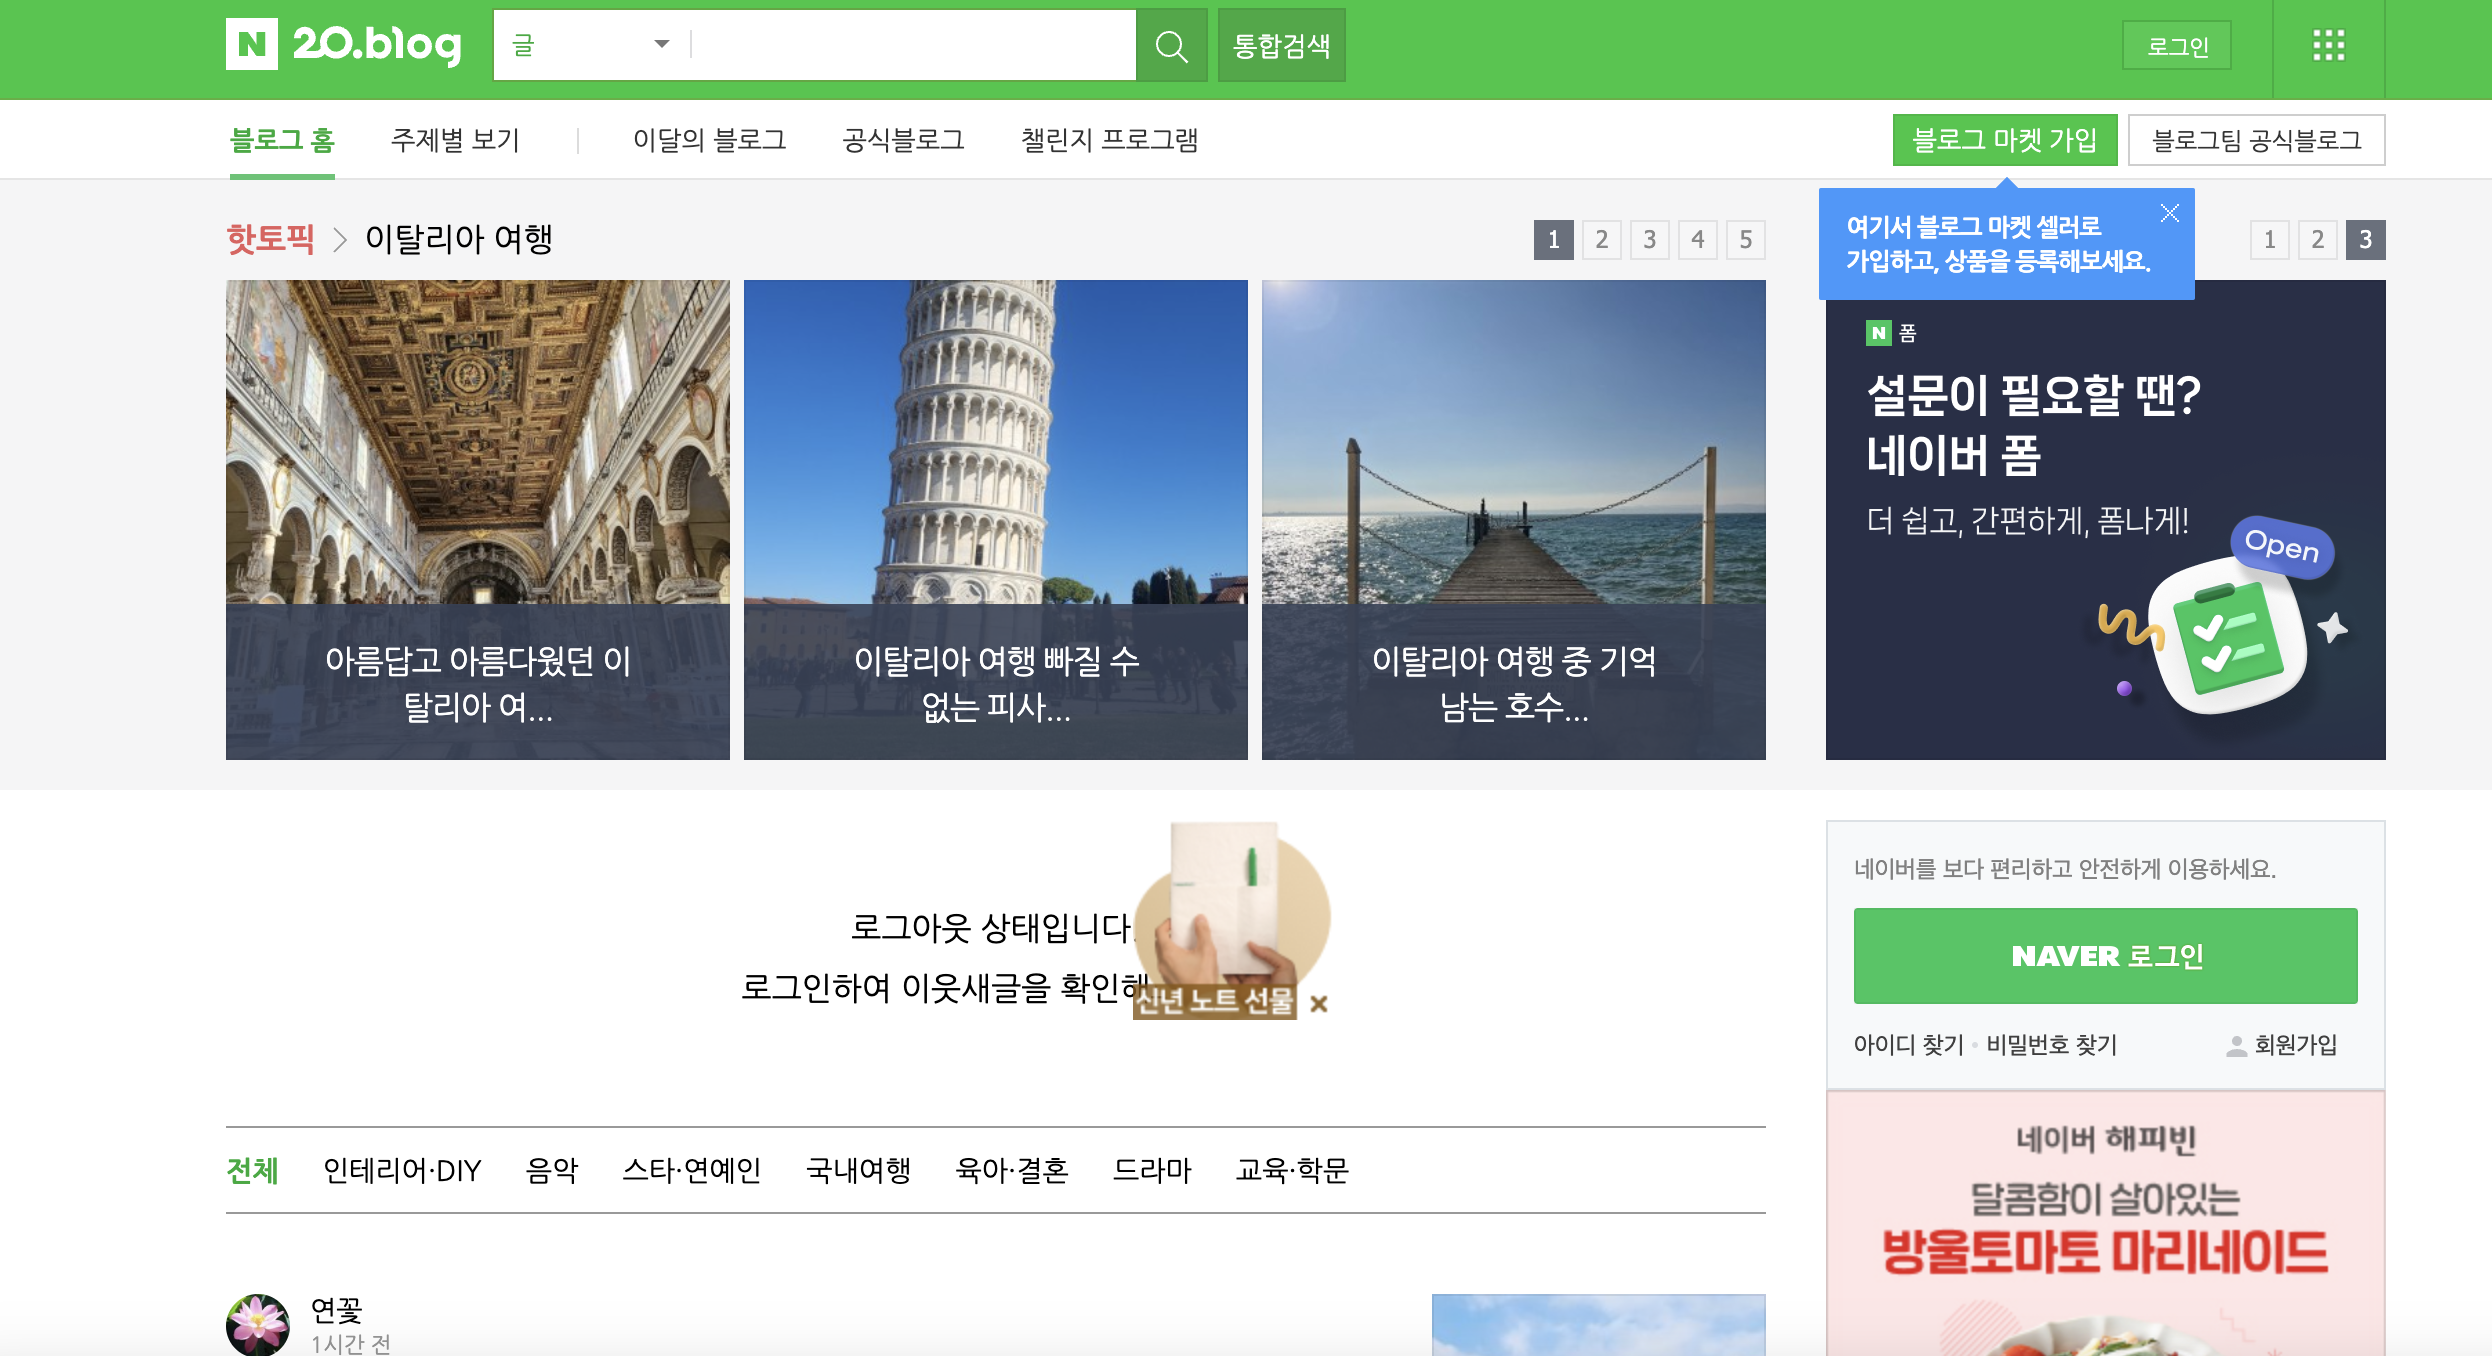 N 20.blog
글
통합검색
로그인
블로그 홈
주제별 보기
이달의 블로그
공식블로그
챌린지 프로그램
블로그 마켓 가입
블로그팀 공식블로그
여기서 블로그 마켓 셀러로
가입하고, 상품을 등록해보세요.
핫토픽
이탈리아 여행
1 2 3 4 5
1 2 3
아름답고 아름다웠던 이
탈리아 여...
이탈리아 여행 빠질 수
없는 피사...
이탈리아 여행 중 기억
남는 호수...
N 폼
설문이 필요할 땐?
네이버 폼
더 쉽고, 간편하게, 폼나게!
Open
로그아웃 상태입니다.
로그인하여 이웃새글을 확인해
신년 노트 선물
네이버를 보다 편리하고 안전하게 이용하세요.
NAVER 로그인
아이디 찾기
비밀번호 찾기
회원가입
전체
인테리어·DIY
음악
스타·연예인
국내여행
육아·결혼
드라마
교육·학문
네이버 해피빈
달콤함이 살아있는
방울토마토 마리네이드
연꽃
1시간 전